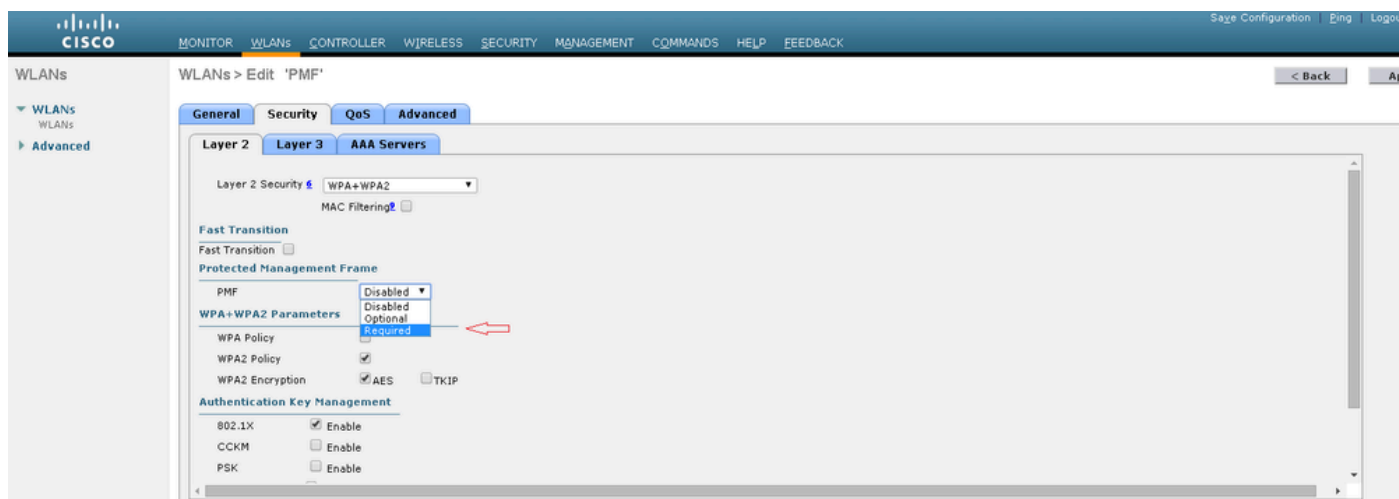 Save Configuration | Ping | Logou
CISCO
MONITOR WLANs CONTROLLER WIRELESS SECURITY MANAGEMENT COMMANDS HELP FEEDBACK
WLANs
WLANs > Edit 'PMF'
< Back
Ap
WLANs
WLANs
Advanced
General Security QoS Advanced
Layer 2 Layer 3 AAA Servers
Layer 2 Security 6 WPA+WPA2
MAC Filtering 9
Fast Transition
Fast Transition
Protected Management Frame
PMF Disabled
Disabled
Optional
Required
WPA+WPA2 Parameters
WPA Policy
WPA2 Policy
WPA2 Encryption AES TKIP
Authentication Key Management
802.1X Enable
CCKM Enable
PSK Enable